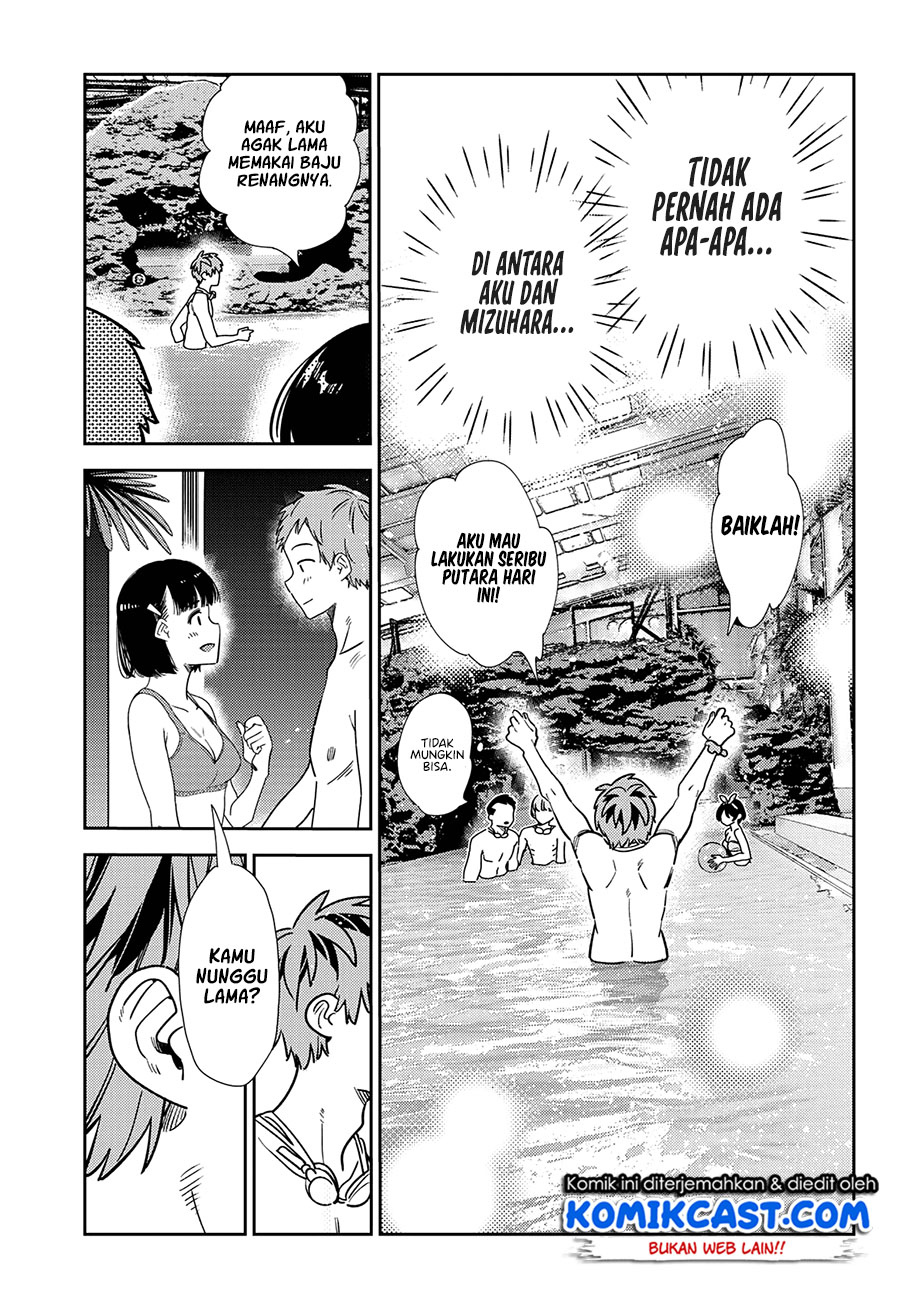 TIDAK
PERNAH ADA
APA-APA...
DI ANTARA
AKU DAN
MIZUHARA...
BAIKLAH!
AKU MAU
LAKUKAN SERIBU
PUTARA HARI
INI!
TIDAK
MUNGKIN
BISA.
MAAF, AKU
AGAK LAMA
MEMAKAI BAJU
RENANGNYA.
KAMU
NUNGGU
LAMA?
Komik ini diterjemahkan & diedit oleh
KOMIKCAST.COM
BUKAN WEB LAIN!!